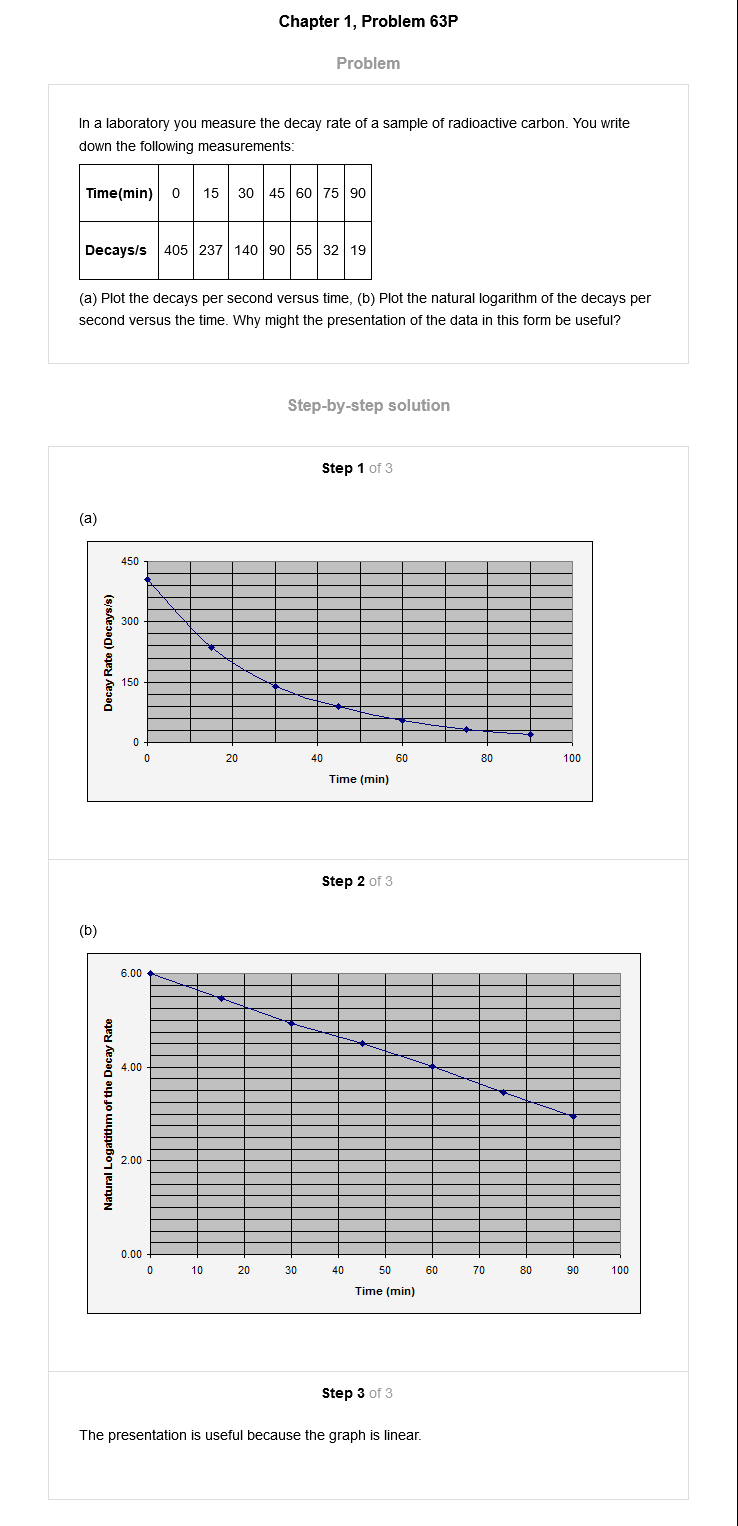 Chapter 1, Problem 63P
Problem
In a laboratory you measure the decay rate of a sample of radioactive carbon. You write
down the following measurements:
Time(min) 0 15 30 45 60 75 90
Decays/s 405 237 140 90 55 32 19
(a) Plot the decays per second versus time, (b) Plot the natural logarithm of the decays per
second versus the time. Why might the presentation of the data in this form be useful?
Step-by-step solution
Step 1 of 3
(a)
Decay Rate (Decays/s)
450
300
150
0
0 20 40 60 80 100
Time (min)
Step 2 of 3
(b)
Natural Logatithm of the Decay Rate
6.00
4.00
2.00
0.00
0 10 20 30 40 50 60 70 80 90 100
Time (min)
Step 3 of 3
The presentation is useful because the graph is linear.